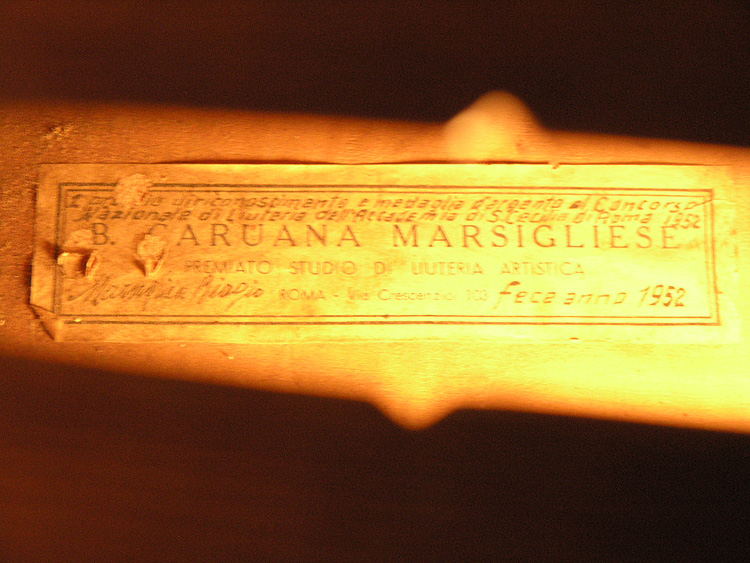 di riconoscimento e medaglia d'argento al Concorso
Nazionale di Liuteria dell'Accademia di S. Cecilia di Roma 1952
B. CARUANA MARSIGLIESE
PREMIATO STUDIO DI LIUTERIA ARTISTICA
Biagio ROMA - Via Crescenzio 103 fece anno 1952